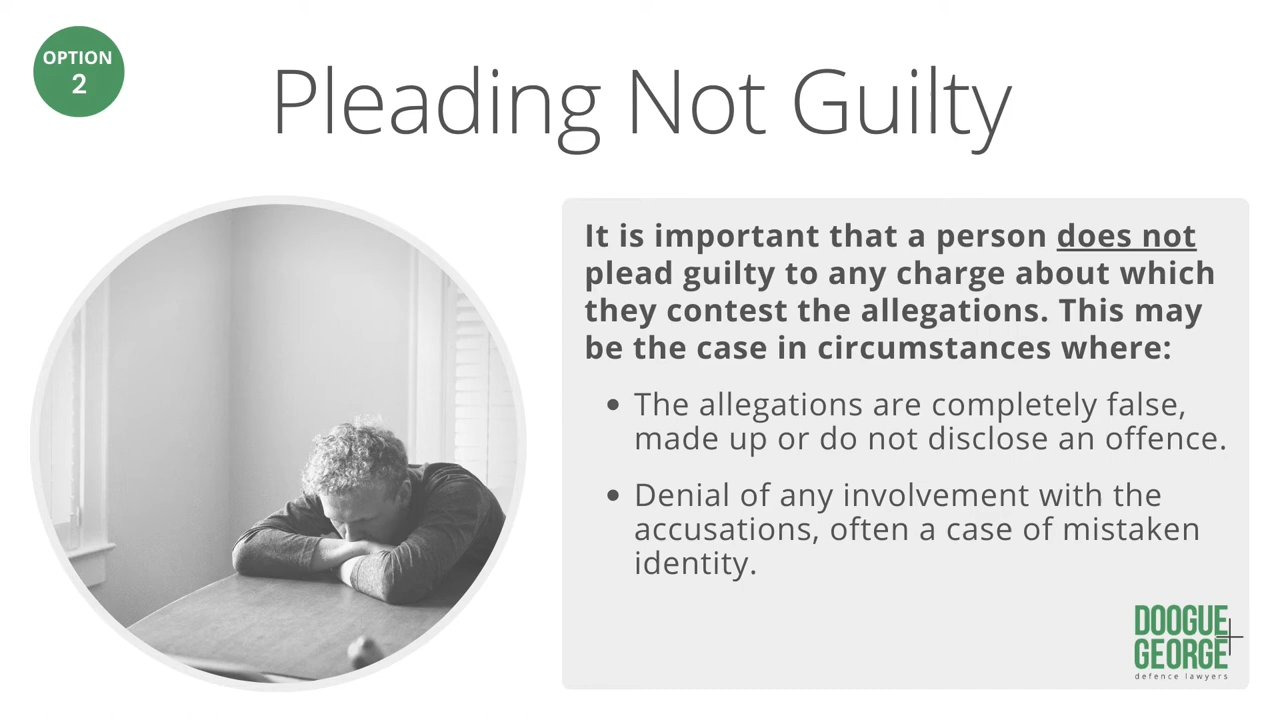 OPTION
2
Pleading Not Guilty
It is important that a person does not
plead guilty to any charge about which
they contest the allegations. This may
be the case in circumstances where:
• The allegations are completely false,
made up or do not disclose an offence.
• Denial of any involvement with the
accusations, often a case of mistaken
identity.
DOOGUE
GEORGE
defence lawyers